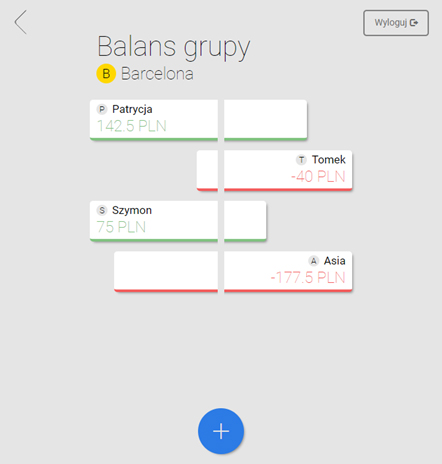 Wyloguj
Balans grupy
B Barcelona
P Patrycja
142.5 PLN
T Tomek
-40 PLN
S Szymon
75 PLN
A Asia
-177.5 PLN
+